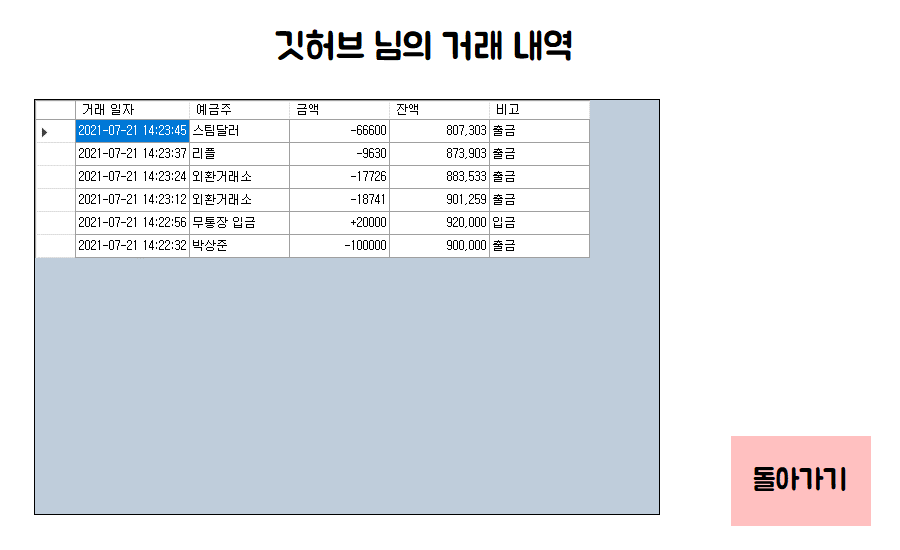 깃허브 님의 거래 내역
거래 일자 예금주 금액 잔액 비고
2021-07-21 14:23:45 스팀달러 -66600 807,303 출금
2021-07-21 14:23:37 리플 -9630 873,903 출금
2021-07-21 14:23:24 외환거래소 -17726 883,533 출금
2021-07-21 14:23:12 외환거래소 -18741 901,259 출금
2021-07-21 14:22:56 무통장 입금 +20000 920,000 입금
2021-07-21 14:22:32 박상준 -100000 900,000 출금
돌아가기